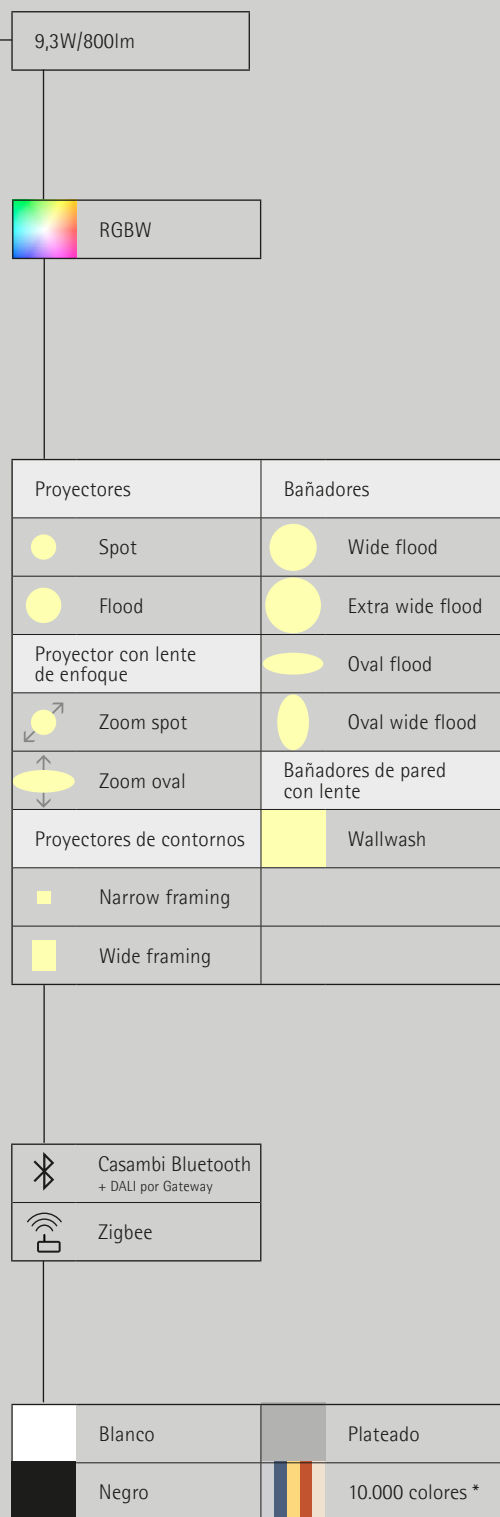 9,3W/800lm
RGBW
Proyectores
Bañadores
Spot
Wide flood
Flood
Extra wide flood
Proyector con lente
de enfoque
Oval flood
Zoom spot
Oval wide flood
Zoom oval
Bañadores de pared
con lente
Proyectores de contornos
Wallwash
Narrow framing
Wide framing
Casambi Bluetooth
+ DALI por Gateway
Zigbee
Blanco
Plateado
Negro
10.000 colores *